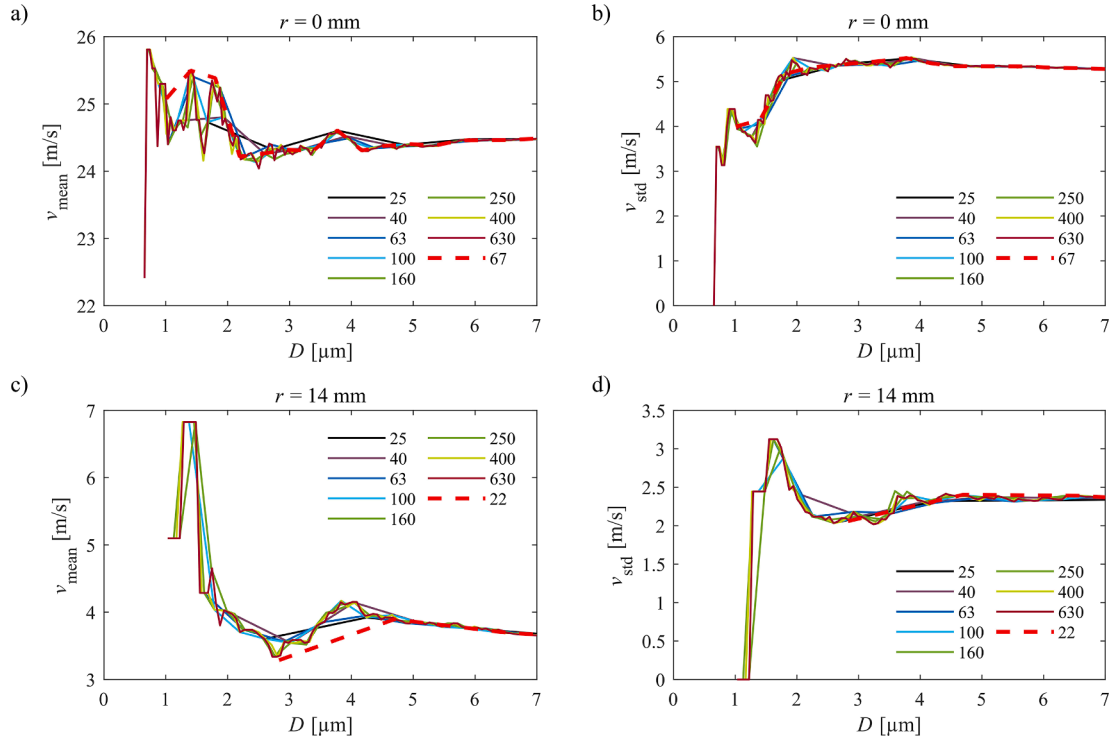 a)
r = 0 mm
v_mean [m/s]
26
25
24
23
22
0 1 2 3 4 5 6 7
D [µm]
25 250
40 400
63 630
100 67
160
b)
r = 0 mm
v_std [m/s]
6
5
4
3
2
1
0
0 1 2 3 4 5 6 7
D [µm]
25 250
40 400
63 630
100 67
160
c)
r = 14 mm
v_mean [m/s]
7
6
5
4
3
0 1 2 3 4 5 6 7
D [µm]
25 250
40 400
63 630
100 22
160
d)
r = 14 mm
v_std [m/s]
3.5
3
2.5
2
1.5
1
0.5
0
0 1 2 3 4 5 6 7
D [µm]
25 250
40 400
63 630
100 22
160